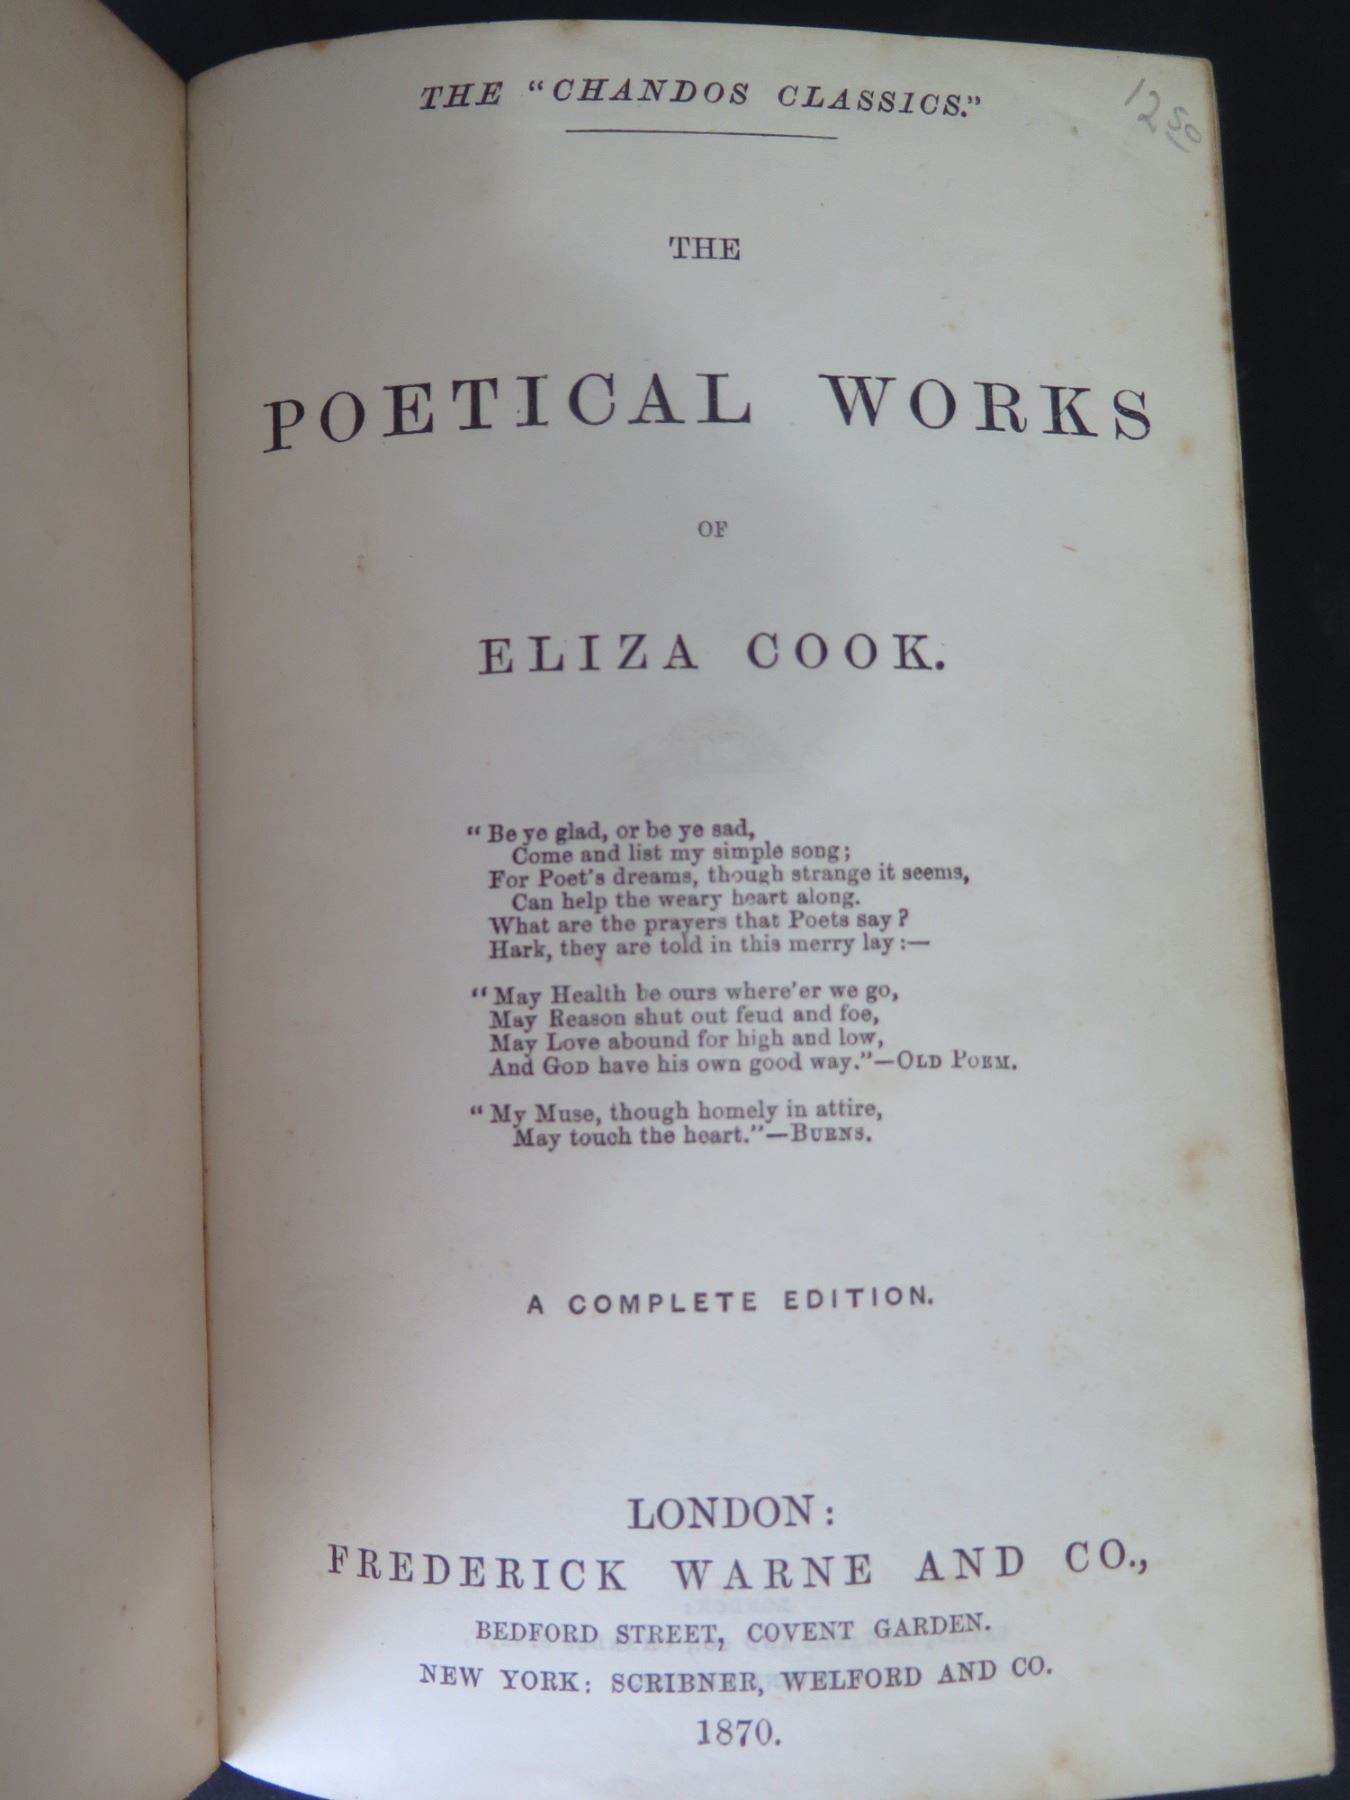 THE "CHANDOS CLASSICS."
12 50
THE
POETICAL WORKS
OF
ELIZA COOK.
"Be ye glad, or be ye sad,
Come and list my simple song;
For Poet's dreams, though strange it seems,
Can help the weary heart along.
What are the prayers that Poets say?
Hark, they are told in this merry lay:—
"May Health be ours where'er we go,
May Reason shut out feud and foe,
May Love abound for high and low,
And GOD have his own good way."—OLD POEM.
"My Muse, though homely in attire,
May touch the heart."—BURNS.
A COMPLETE EDITION.
LONDON:
FREDERICK WARNE AND CO.,
BEDFORD STREET, COVENT GARDEN.
NEW YORK: SCRIBNER, WELFORD AND CO.
1870.